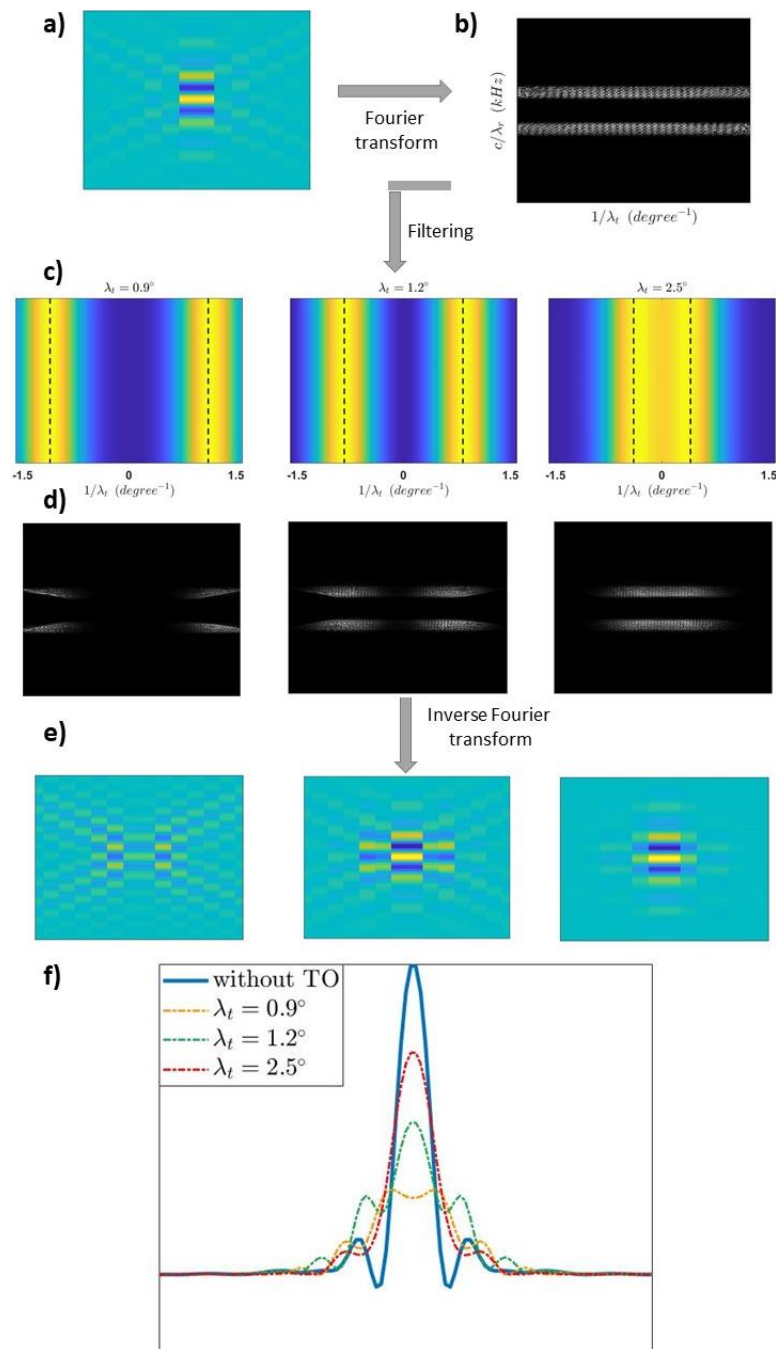 a)
b)
Fourier
transform
c/λᵣ (kHz)
1/λₜ (degree⁻¹)
Filtering
c)
λₜ = 0.9°
λₜ = 1.2°
λₜ = 2.5°
-1.5 0 1.5
-1.5 0 1.5
-1.5 0 1.5
1/λₜ (degree⁻¹)
1/λₜ (degree⁻¹)
1/λₜ (degree⁻¹)
d)
Inverse Fourier
transform
e)
f)
without TO
λₜ = 0.9°
λₜ = 1.2°
λₜ = 2.5°